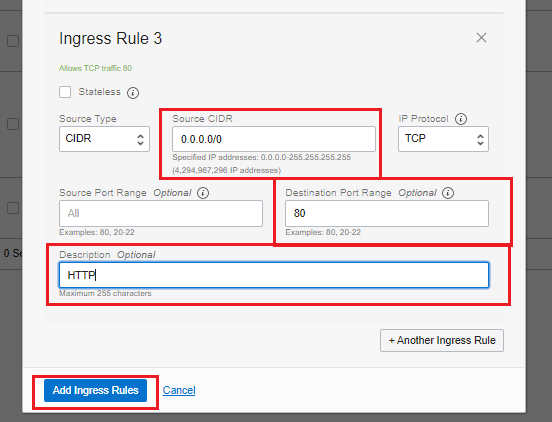 Ingress Rule 3
Allows TCP traffic 80
Stateless
Source Type
Source CIDR
IP Protocol
CIDR
0.0.0.0/0
TCP
Specified IP addresses: 0.0.0.0-255.255.255.255
(4,294,967,296 IP addresses)
Source Port Range Optional
Destination Port Range Optional
All
80
Examples: 80, 20-22
Examples: 80, 20-22
0 Se
Description Optional
HTTP
Maximum 255 characters
+ Another Ingress Rule
Add Ingress Rules
Cancel